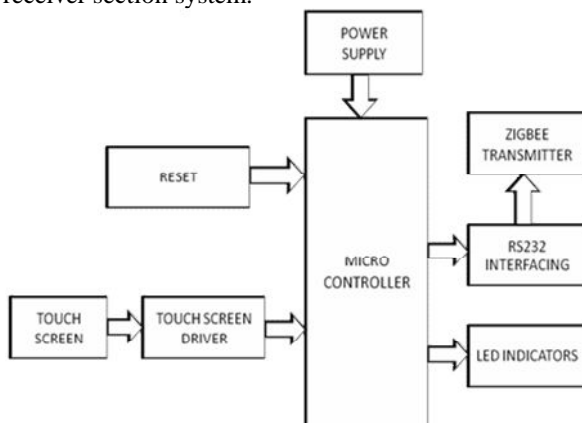 receiver section system.
POWER
SUPPLY
ZIGBEE
TRANSMITTER
RESET
RS232
INTERFACING
MICRO
CONTROLLER
TOUCH
SCREEN
TOUCH SCREEN
DRIVER
LED INDICATORS